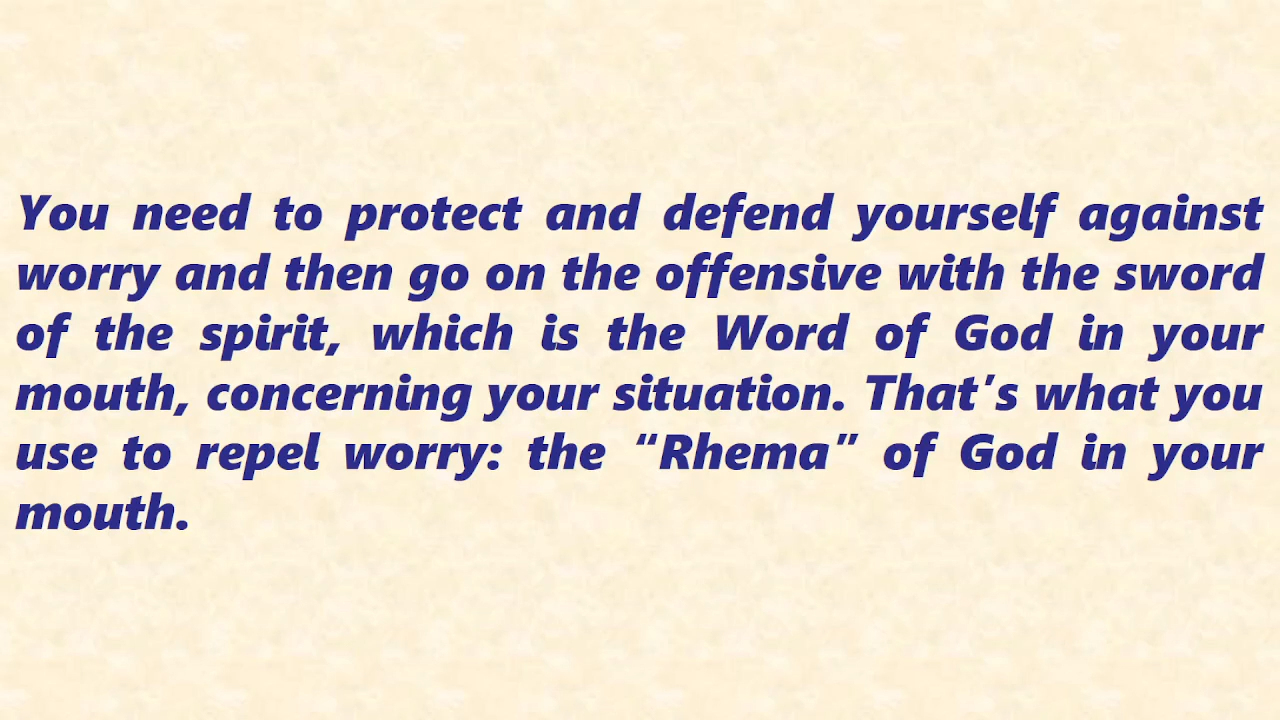 You need to protect and defend yourself against
worry and then go on the offensive with the sword
of the spirit, which is the Word of God in your
mouth, concerning your situation. That’s what you
use to repel worry: the “Rhema” of God in your
mouth.